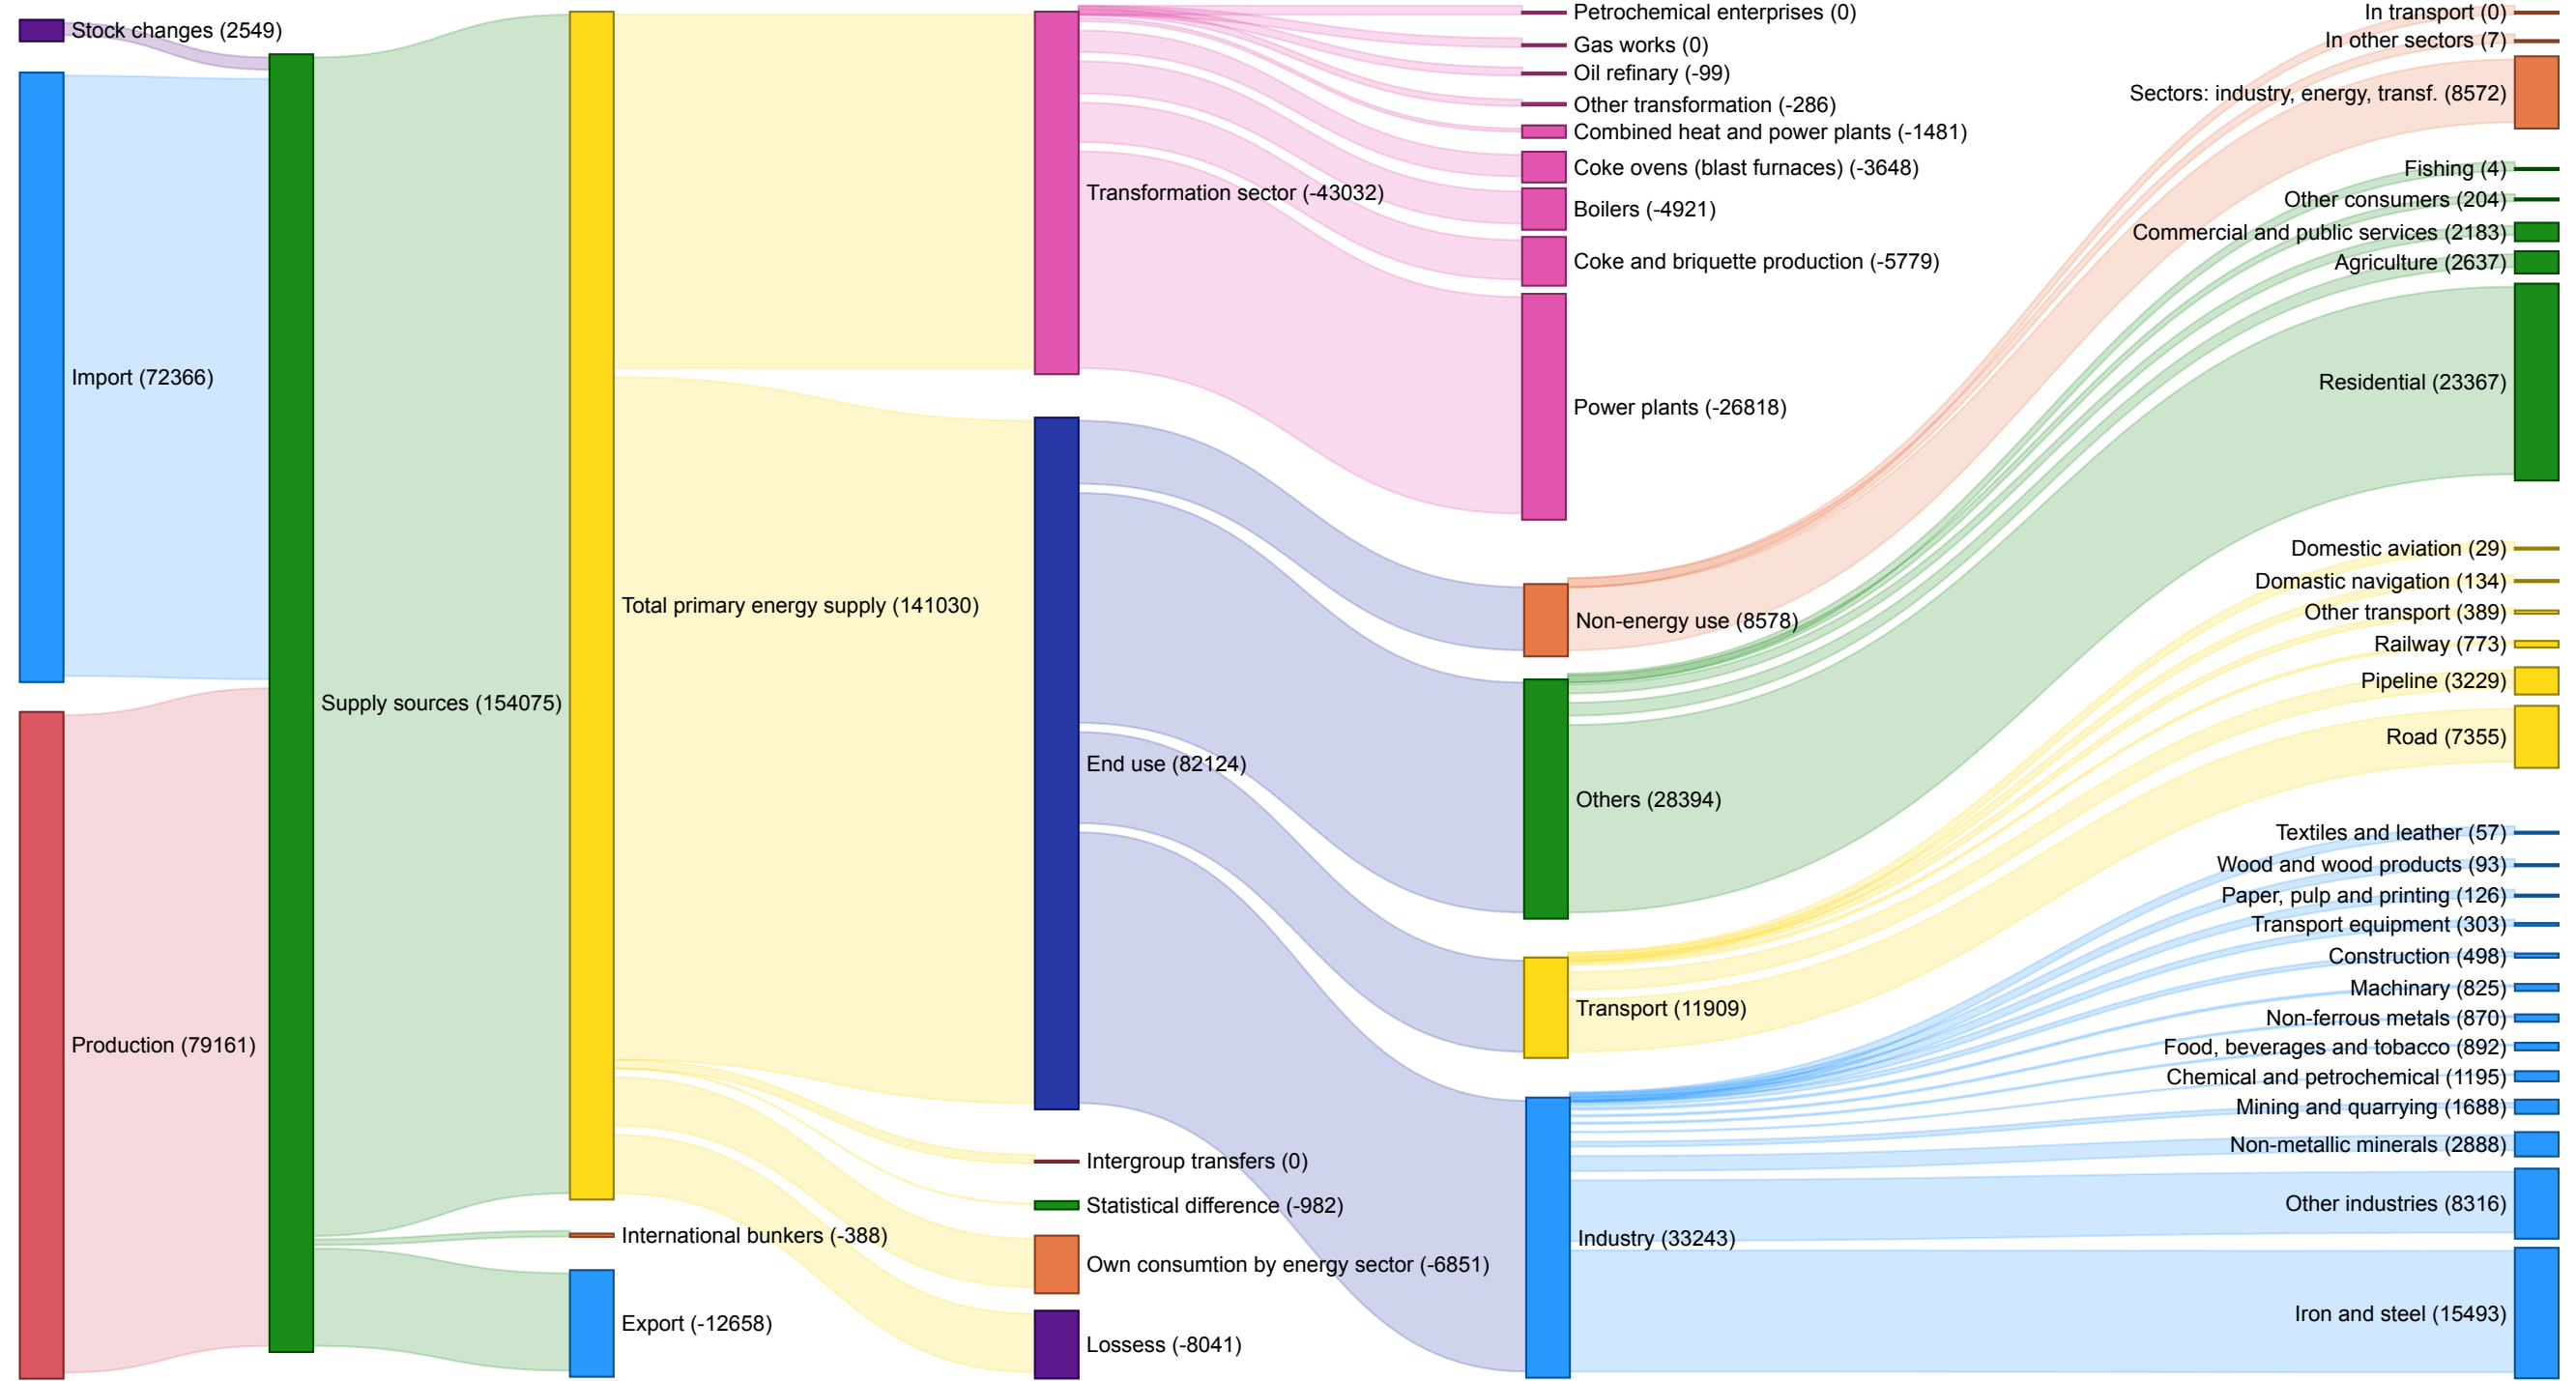 Stock changes (2549)
Import (72366)
Production (79161)
Supply sources (154075)
Total primary energy supply (141030)
International bunkers (-388)
Export (-12658)
Transformation sector (-43032)
End use (82124)
Intergroup transfers (0)
Statistical difference (-982)
Own consumtion by energy sector (-6851)
Lossess (-8041)
Petrochemical enterprises (0)
Gas works (0)
Oil refinary (-99)
Other transformation (-286)
Combined heat and power plants (-1481)
Coke ovens (blast furnaces) (-3648)
Boilers (-4921)
Coke and briquette production (-5779)
Power plants (-26818)
Non-energy use (8578)
Others (28394)
Transport (11909)
Industry (33243)
In transport (0)
In other sectors (7)
Sectors: industry, energy, transf. (8572)
Fishing (4)
Other consumers (204)
Commercial and public services (2183)
Agriculture (2637)
Residential (23367)
Domestic aviation (29)
Domastic navigation (134)
Other transport (389)
Railway (773)
Pipeline (3229)
Road (7355)
Textiles and leather (57)
Wood and wood products (93)
Paper, pulp and printing (126)
Transport equipment (303)
Construction (498)
Machinary (825)
Non-ferrous metals (870)
Food, beverages and tobacco (892)
Chemical and petrochemical (1195)
Mining and quarrying (1688)
Non-metallic minerals (2888)
Other industries (8316)
Iron and steel (15493)